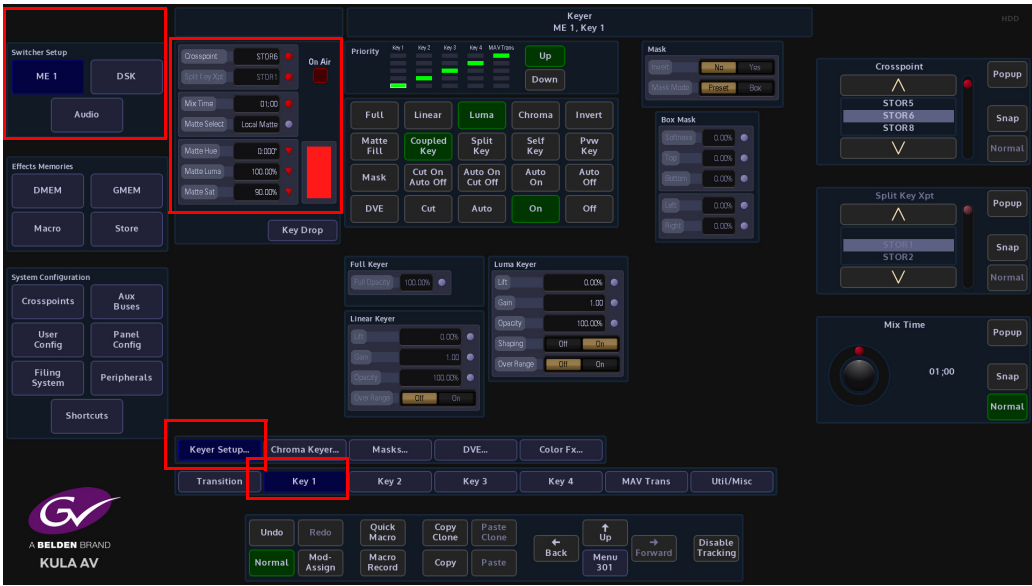 Keyer
ME 1, Key 1
HDD
Switcher Setup
ME 1
DSK
Audio
Effects Memories
DMEM
GMEM
Macro
Store
System Configuration
Crosspoints
Aux
Buses
User
Config
Panel
Config
Filing
System
Peripherals
Shortcuts
Crosspoint
STOR6
Split Key Xpt
STOR1
Mix Time
01:00
Matte Select
Local Matte
Matte Hue
0.000°
Matte Luma
100.00%
Matte Sat
90.00%
On Air
Key Drop
Priority
Key 1
Key 2
Key 3
Key 4
MAV Trans
Up
Down
Full
Linear
Luma
Chroma
Invert
Matte
Fill
Coupled
Key
Split
Key
Self
Key
Pvw
Key
Mask
Cut On
Auto Off
Auto On
Cut Off
Auto
On
Auto
Off
DVE
Cut
Auto
On
Off
Mask
Invert
No
Yes
Mask Mode
Preset
Box
Box Mask
Softness
0.00%
Top
0.00%
Bottom
0.00%
Left
0.00%
Right
0.00%
Full Keyer
Full Opacity
100.00%
Linear Keyer
Lift
0.00%
Gain
1.00
Opacity
100.00%
Over Range
Off
On
Luma Keyer
Lift
0.00%
Gain
1.00
Opacity
100.00%
Shaping
Off
On
Over Range
Off
On
Crosspoint
STOR5
STOR6
STOR8
Popup
Snap
Normal
Split Key Xpt
STOR1
STOR2
Popup
Snap
Normal
Mix Time
01;00
Popup
Snap
Normal
Keyer Setup...
Chroma Keyer...
Masks...
DVE...
Color Fx...
Transition
Key 1
Key 2
Key 3
Key 4
MAV Trans
Util/Misc
GV
A BELDEN BRAND
KULA AV
Undo
Redo
Quick
Macro
Copy
Clone
Paste
Clone
Normal
Mod-
Assign
Macro
Record
Copy
Paste
Back
Up
Menu
301
Forward
Disable
Tracking